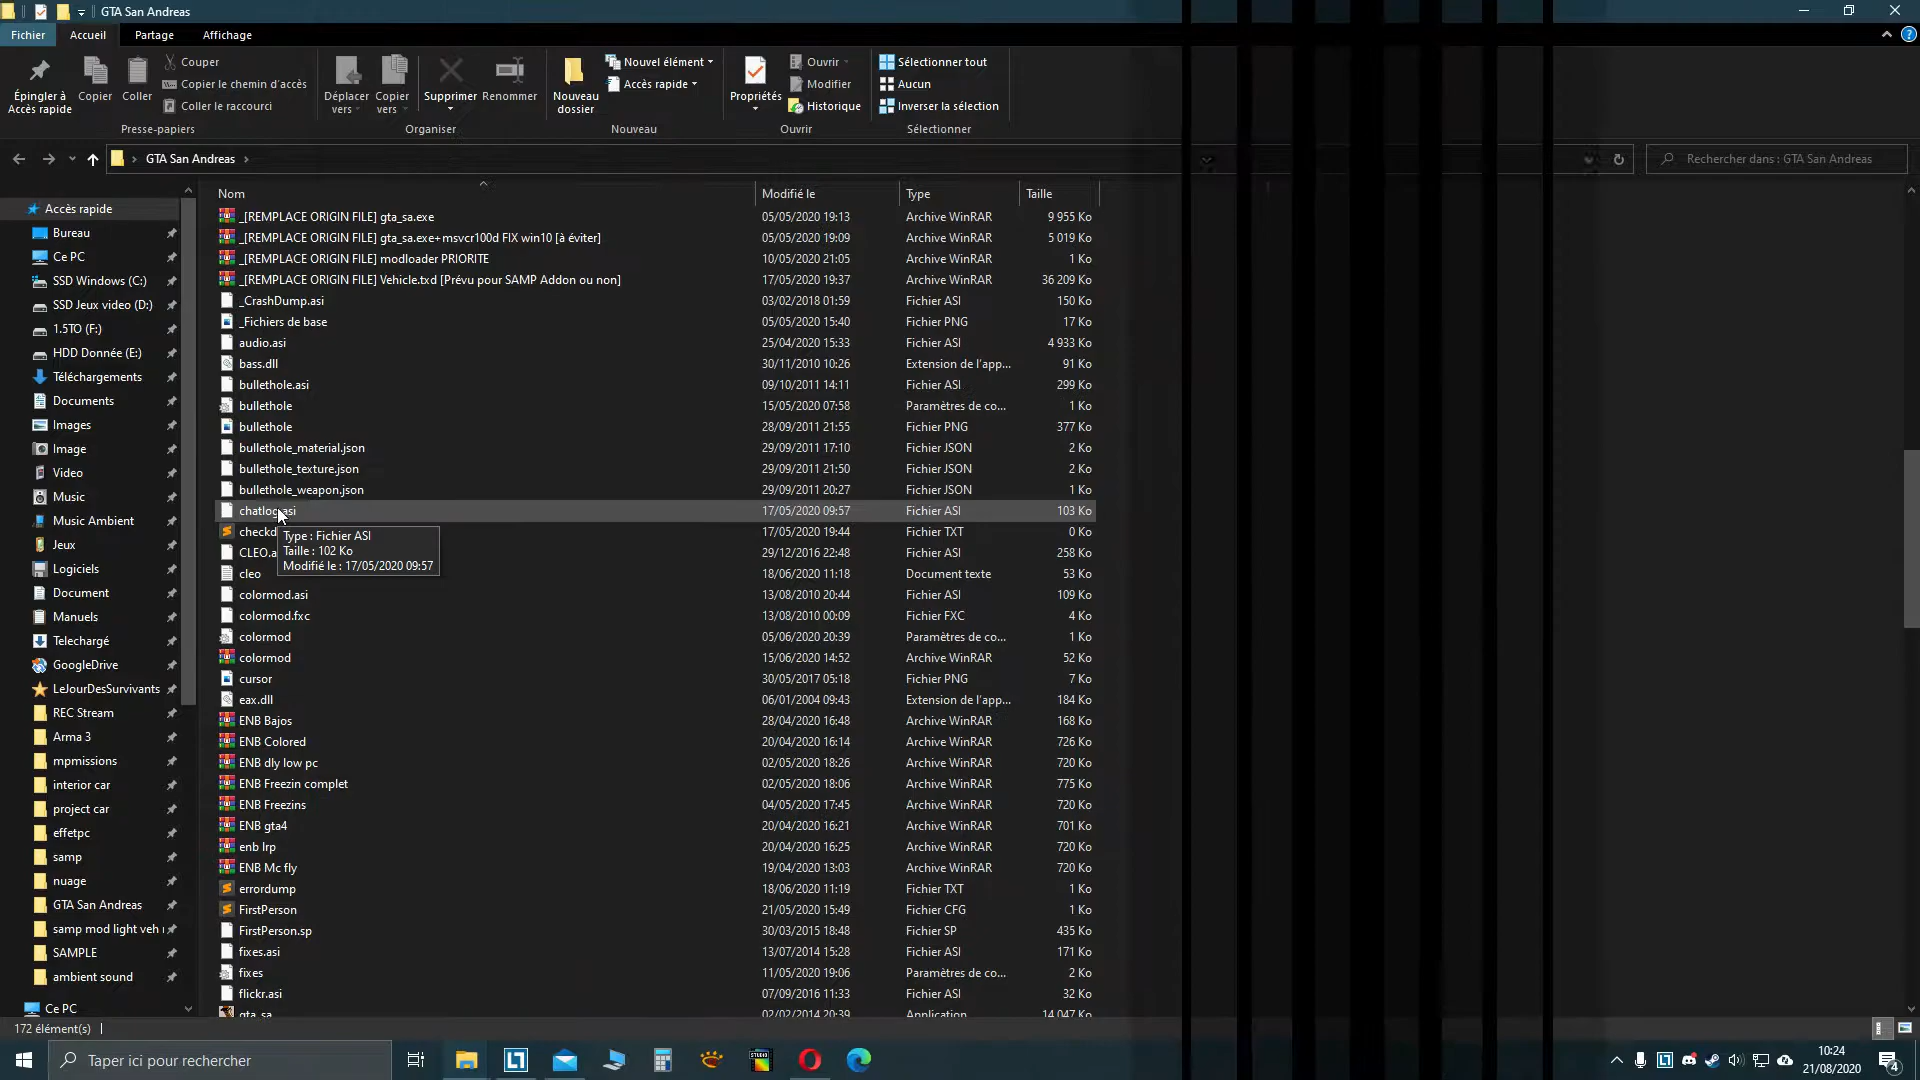 GTA San Andreas
Fichier Accueil Partage Affichage
Épingler à Accès rapide
Copier
Coller
Couper
Copier le chemin d'accès
Coller le raccourci
Presse-papiers
Déplacer vers
Copier vers
Supprimer
Renommer
Organiser
Nouveau dossier
Nouvel élément
Accès rapide
Nouveau
Propriétés
Ouvrir
Modifier
Historique
Ouvrir
Sélectionner tout
Aucun
Inverser la sélection
Sélectionner
GTA San Andreas
Rechercher dans : GTA San Andreas
Accès rapide
Bureau
Ce PC
SSD Windows (C:)
SSD Jeux video (D:)
1.5TO (F:)
HDD Donnée (E:)
Téléchargements
Documents
Images
Image
Video
Music
Music Ambient
Jeux
Logiciels
Document
Manuels
Telechargé
GoogleDrive
LeJourDesSurvivants
REC Stream
Arma 3
mpmissions
interior car
project car
effetpc
samp
nuage
GTA San Andreas
samp mod light veh
SAMPLE
ambient sound
Ce PC
Nom Modifié le Type Taille
_[REMPLACE ORIGIN FILE] gta_sa.exe 05/05/2020 19:13 Archive WinRAR 9 955 Ko
_[REMPLACE ORIGIN FILE] gta_sa.exe+msvcr100d FIX win10 [à éviter] 05/05/2020 19:09 Archive WinRAR 5 019 Ko
_[REMPLACE ORIGIN FILE] modloader PRIORITE 10/05/2020 21:05 Archive WinRAR 1 Ko
_[REMPLACE ORIGIN FILE] Vehicle.txd [Prévu pour SAMP Addon ou non] 17/05/2020 19:37 Archive WinRAR 36 209 Ko
_CrashDump.asi 03/02/2018 01:59 Fichier ASI 150 Ko
_Fichiers de base 05/05/2020 15:40 Fichier PNG 17 Ko
audio.asi 25/04/2020 15:33 Fichier ASI 4 933 Ko
bass.dll 30/11/2010 10:26 Extension de l'app... 91 Ko
bullethole.asi 09/10/2011 14:11 Fichier ASI 299 Ko
bullethole 15/05/2020 07:58 Paramètres de co... 1 Ko
bullethole 28/09/2011 21:55 Fichier PNG 377 Ko
bullethole_material.json 29/09/2011 17:10 Fichier JSON 2 Ko
bullethole_texture.json 29/09/2011 21:50 Fichier JSON 2 Ko
bullethole_weapon.json 29/09/2011 20:27 Fichier JSON 1 Ko
chatlog.asi 17/05/2020 09:57 Fichier ASI 103 Ko
checkd 17/05/2020 19:44 Fichier TXT 0 Ko
CLEO.a 29/12/2016 22:48 Fichier ASI 258 Ko
cleo 18/06/2020 11:18 Document texte 53 Ko
Type : Fichier ASI
Taille : 102 Ko
Modifié le : 17/05/2020 09:57
colormod.asi 13/08/2010 20:44 Fichier ASI 109 Ko
colormod.fxc 13/08/2010 00:09 Fichier FXC 4 Ko
colormod 05/06/2020 20:39 Paramètres de co... 1 Ko
colormod 15/06/2020 14:52 Archive WinRAR 52 Ko
cursor 30/05/2017 05:18 Fichier PNG 7 Ko
eax.dll 06/01/2004 09:43 Extension de l'app... 184 Ko
ENB Bajos 28/04/2020 16:48 Archive WinRAR 168 Ko
ENB Colored 20/04/2020 16:14 Archive WinRAR 726 Ko
ENB dly low pc 02/05/2020 18:26 Archive WinRAR 720 Ko
ENB Freezin complet 02/05/2020 18:06 Archive WinRAR 775 Ko
ENB Freezins 04/05/2020 17:45 Archive WinRAR 720 Ko
ENB gta4 20/04/2020 16:21 Archive WinRAR 701 Ko
enb lrp 20/04/2020 16:25 Archive WinRAR 720 Ko
ENB Mc fly 19/04/2020 13:03 Archive WinRAR 720 Ko
errordump 18/06/2020 11:19 Fichier TXT 1 Ko
FirstPerson 21/05/2020 15:49 Fichier CFG 1 Ko
FirstPerson.sp 30/03/2015 18:48 Fichier SP 435 Ko
fixes.asi 13/07/2014 15:28 Fichier ASI 171 Ko
fixes 11/05/2020 19:06 Paramètres de co... 2 Ko
flickr.asi 07/09/2016 11:33 Fichier ASI 32 Ko
gta_sa 02/02/2014 20:39 Application 14 047 Ko
172 élément(s)
Taper ici pour rechercher
STUDIO
10:24
21/08/2020
4